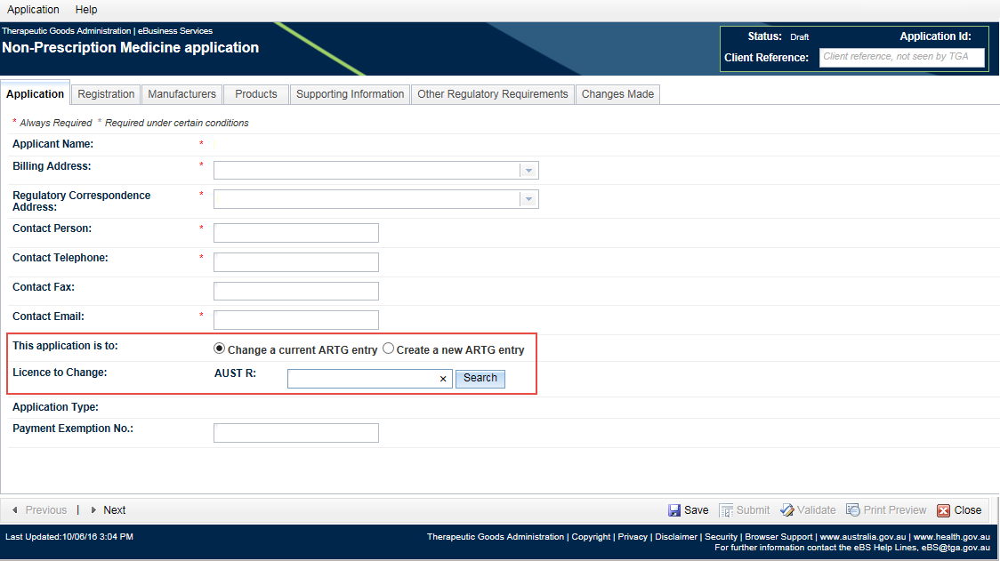 Application Help
Therapeutic Goods Administration | eBusiness Services
Non-Prescription Medicine application
Status: Draft Application Id:
Client Reference: Client reference, not seen by TGA
Application Registration Manufacturers Products Supporting Information Other Regulatory Requirements Changes Made
* Always Required * Required under certain conditions
Applicant Name: *
Billing Address: *
Regulatory Correspondence *
Address:
Contact Person: *
Contact Telephone: *
Contact Fax:
Contact Email: *
This application is to: Change a current ARTG entry Create a new ARTG entry
Licence to Change: AUST R: × Search
Application Type:
Payment Exemption No.:
Previous | Next Save Submit Validate Print Preview Close
Last Updated:10/06/16 3:04 PM
Therapeutic Goods Administration | Copyright | Privacy | Disclaimer | Security | Browser Support | www.australia.gov.au | www.health.gov.au
For further information contact the eBS Help Lines, eBS@tga.gov.au